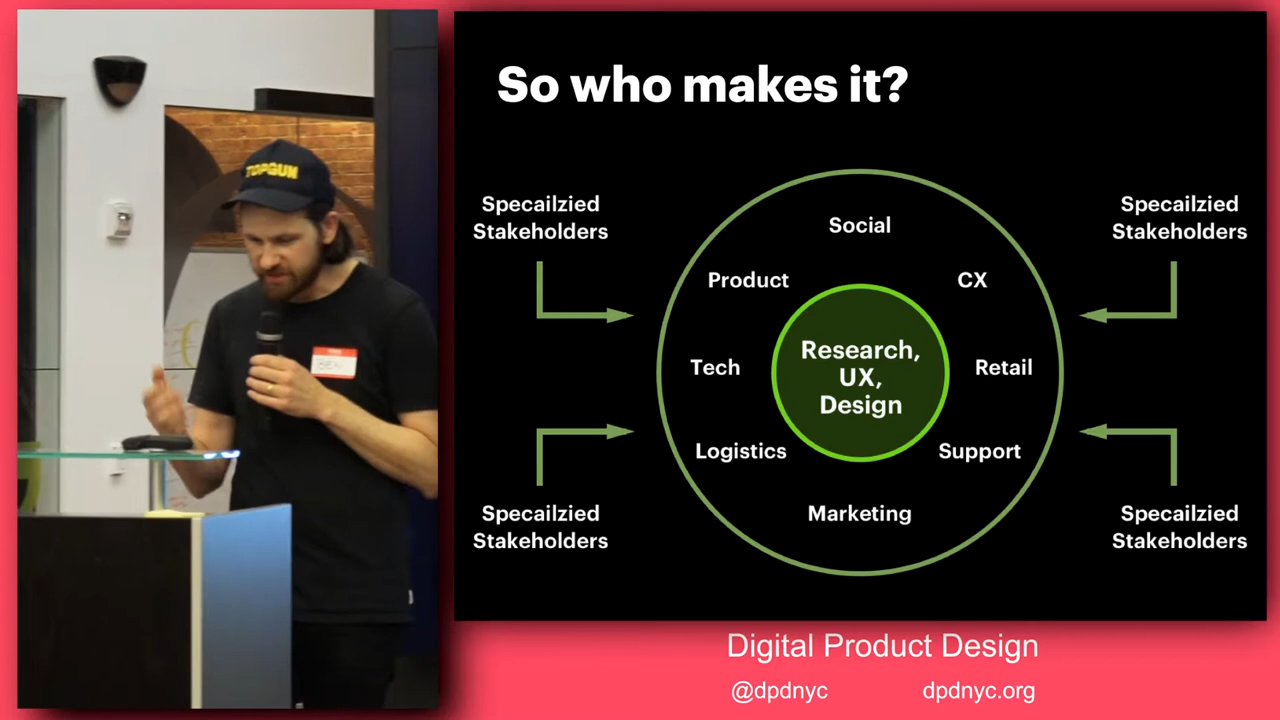 TOPGUN
BEN
So who makes it?
Specailzied
Stakeholders
Specailzied
Stakeholders
Social
Product
CX
Tech
Research,
UX,
Design
Retail
Logistics
Support
Marketing
Specailzied
Stakeholders
Specailzied
Stakeholders
Digital Product Design
@dpdnyc
dpdnyc.org